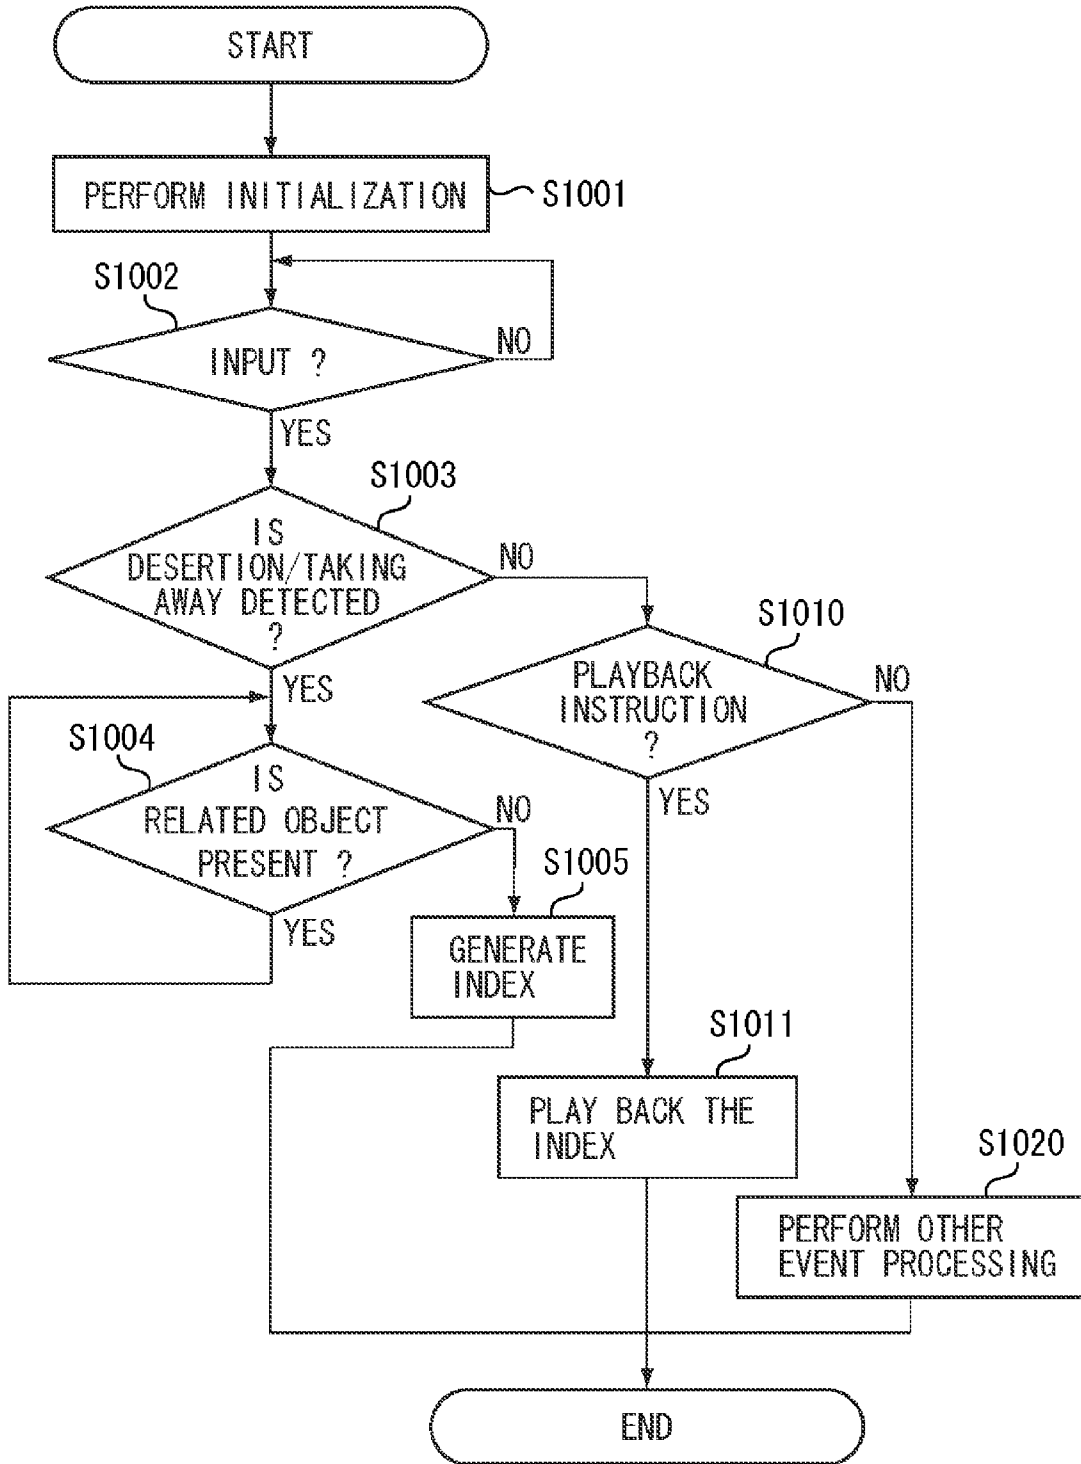 START
PERFORM INITIALIZATION
S1001
S1002
INPUT ?
NO
YES
S1003
IS
DESERTION/TAKING
AWAY DETECTED
?
NO
YES
S1010
PLAYBACK
INSTRUCTION
?
NO
YES
S1004
IS
RELATED OBJECT
PRESENT ?
NO
YES
S1005
GENERATE
INDEX
S1011
PLAY BACK THE
INDEX
S1020
PERFORM OTHER
EVENT PROCESSING
END